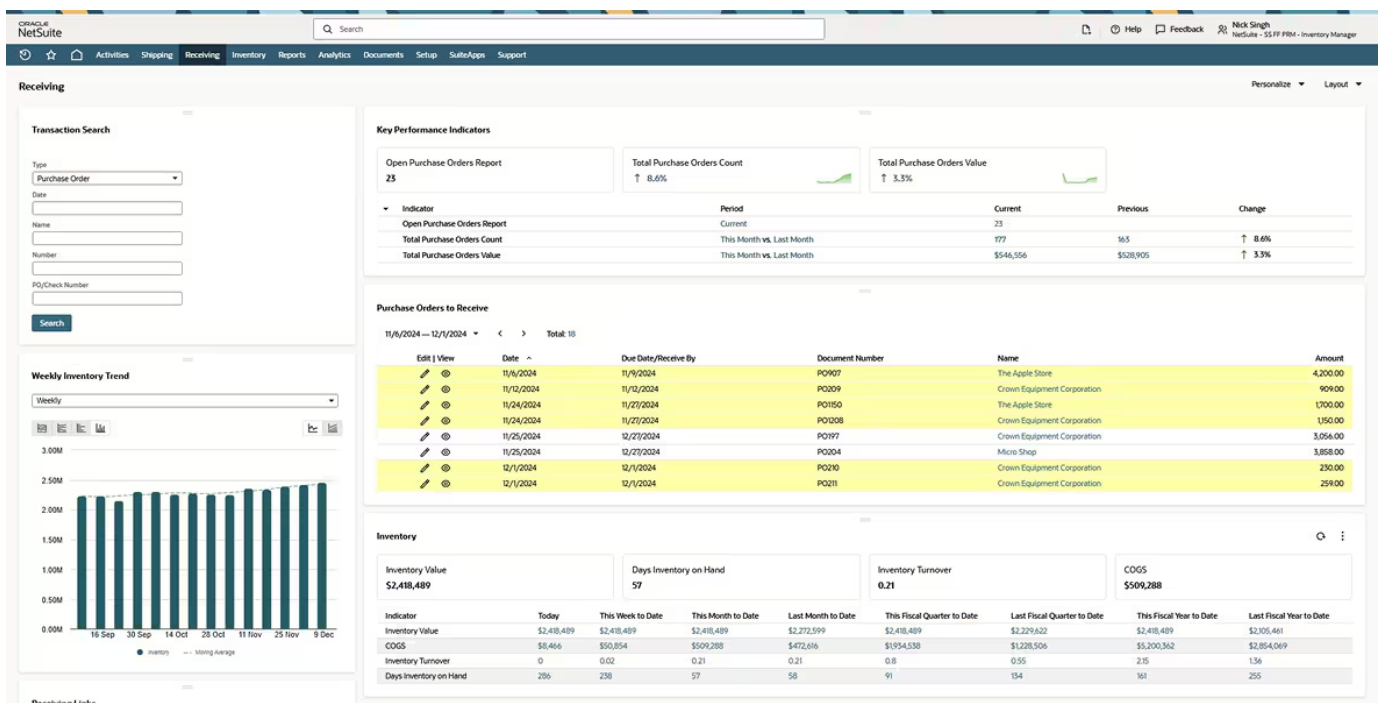 ORACLE
NetSuite
Search
Help
Feedback
Nick Singh
NetSuite - SS FF PRM - Inventory Manager
Activities Shipping Receiving Inventory Reports Analytics Documents Setup SuiteApps Support
Receiving
Personalize
Layout
Transaction Search
Type
Purchase Order
Date
Name
Number
PO/Check Number
Search
Weekly Inventory Trend
Weekly
3.00M
2.50M
2.00M
1.50M
1.00M
0.50M
0.00M
16 Sep 30 Sep 14 Oct 28 Oct 11 Nov 25 Nov 9 Dec
Inventory Moving Average
Receiving Links
Key Performance Indicators
Open Purchase Orders Report
23
Total Purchase Orders Count
↑ 8.6%
Total Purchase Orders Value
↑ 3.3%
Indicator Period Current Previous Change
Open Purchase Orders Report Current 23
Total Purchase Orders Count This Month vs. Last Month 177 163 ↑ 8.6%
Total Purchase Orders Value This Month vs. Last Month $546,556 $528,905 ↑ 3.3%
Purchase Orders to Receive
11/6/2024 — 12/1/2024 < > Total: 18
Edit | View Date Due Date/Receive By Document Number Name Amount
11/6/2024 11/9/2024 PO907 The Apple Store 4,200.00
11/12/2024 11/12/2024 PO209 Crown Equipment Corporation 909.00
11/24/2024 11/27/2024 PO1150 The Apple Store 1,700.00
11/24/2024 11/27/2024 PO1208 Crown Equipment Corporation 1,150.00
11/25/2024 12/27/2024 PO197 Crown Equipment Corporation 3,056.00
11/25/2024 12/27/2024 PO204 Micro Shop 3,858.00
12/1/2024 12/1/2024 PO210 Crown Equipment Corporation 230.00
12/1/2024 12/1/2024 PO211 Crown Equipment Corporation 259.00
Inventory
Inventory Value
$2,418,489
Days Inventory on Hand
57
Inventory Turnover
0.21
COGS
$509,288
Indicator Today This Week to Date This Month to Date Last Month to Date This Fiscal Quarter to Date Last Fiscal Quarter to Date This Fiscal Year to Date Last Fiscal Year to Date
Inventory Value $2,418,489 $2,418,489 $2,418,489 $2,272,599 $2,418,489 $2,229,622 $2,418,489 $2,105,461
COGS $8,466 $50,854 $509,288 $472,616 $1,934,538 $1,228,506 $5,200,362 $2,854,069
Inventory Turnover 0 0.02 0.21 0.21 0.8 0.55 2.15 1.36
Days Inventory on Hand 286 238 57 58 91 134 161 255